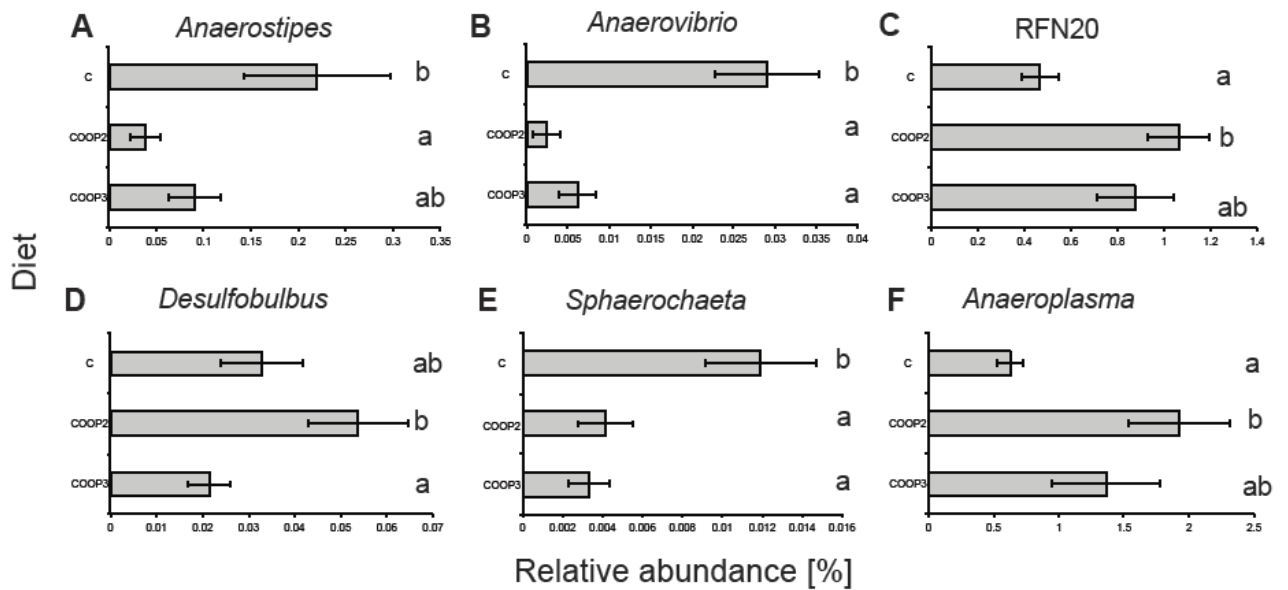 A
Anaerostipes
C
b
COOP2
a
COOP3
ab
0 0.05 0.1 0.15 0.2 0.25 0.3 0.35
B
Anaerovibrio
C
b
COOP2
a
COOP3
a
0 0.005 0.01 0.015 0.02 0.025 0.03 0.035 0.04
C
RFN20
C
a
COOP2
b
COOP3
ab
0 0.2 0.4 0.6 0.8 1 1.2 1.4
Diet
D
Desulfobulbus
C
ab
COOP2
b
COOP3
a
0 0.01 0.02 0.03 0.04 0.05 0.06 0.07
E
Sphaerochaeta
C
b
COOP2
a
COOP3
a
0 0.002 0.004 0.006 0.008 0.01 0.012 0.014 0.016
F
Anaeroplasma
C
a
COOP2
b
COOP3
ab
0 0.5 1 1.5 2 2.5
Relative abundance [%]